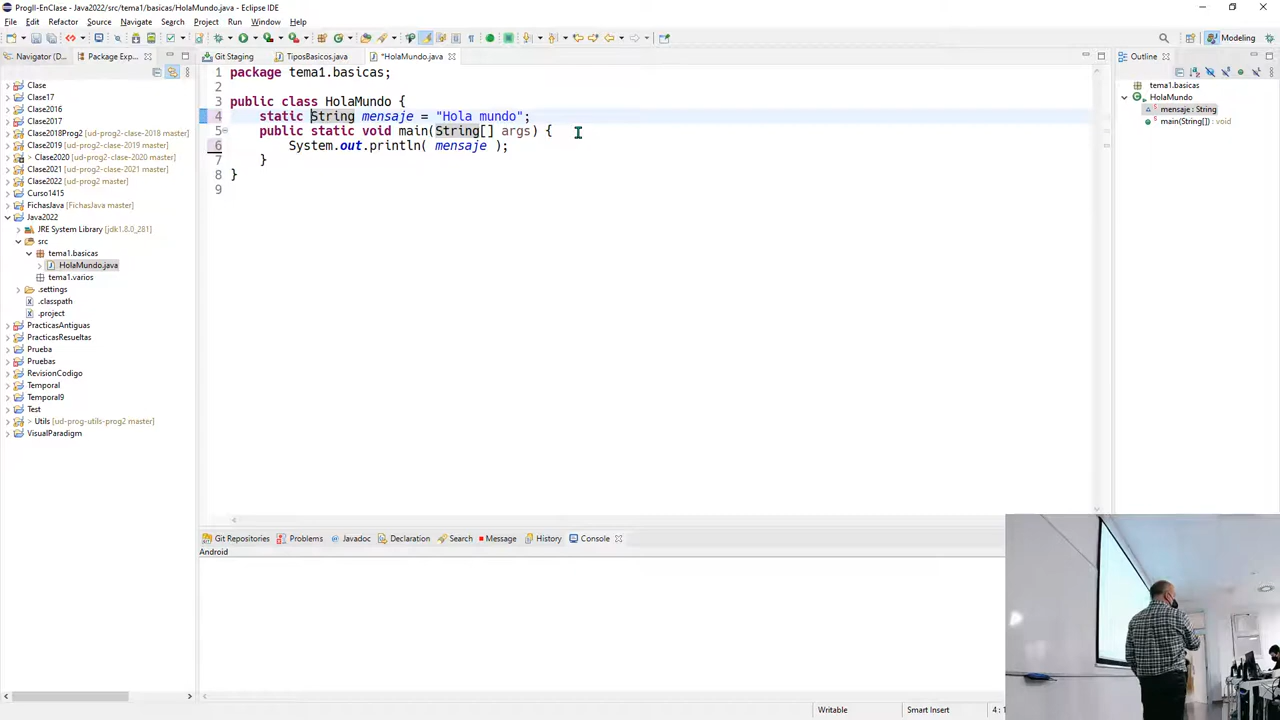 ProgII-EnClase - Java2022/src/tema1/basicas/HolaMundo.java - Eclipse IDE
File Edit Refactor Source Navigate Search Project Run Window Help
Modeling
Navigator (D... Package Exp...
Git Staging TiposBasicos.java *HolaMundo.java
Outline
Clase
Clase17
Clase2016
Clase2017
Clase2018Prog2 [ud-prog2-clase-2018 master]
Clase2019 [ud-prog2-clase-2019 master]
> Clase2020 [ud-prog2-clase-2020 master]
Clase2021 [ud-prog2-clase-2021 master]
Clase2022 [ud-prog2 master]
Curso1415
FichasJava [FichasJava master]
Java2022
JRE System Library [jdk1.8.0_281]
src
tema1.basicas
HolaMundo.java
tema1.varios
.settings
.classpath
.project
PracticasAntiguas
PracticasResueltas
Prueba
Pruebas
RevisionCodigo
Temporal
Temporal9
Test
> Utils [ud-prog-utils-prog2 master]
VisualParadigm
1 package tema1.basicas;
2
3 public class HolaMundo {
4 static String mensaje = "Hola mundo";
5 public static void main(String[] args) {
6 System.out.println( mensaje );
7 }
8 }
9
tema1.basicas
HolaMundo
mensaje : String
main(String[]) : void
Git Repositories Problems Javadoc Declaration Search Message History Console
Android
Writable Smart Insert 4 : 1